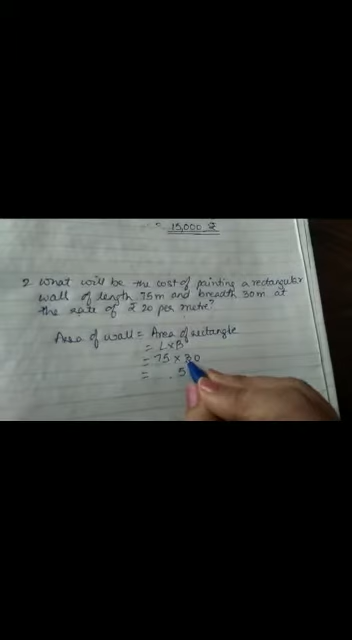 15,000 ₹
2 What will be the cost of painting a rectangular
wall of length 75m and breadth 30m at
the rate of ₹ 20 per metre?
Area of wall = Area of rectangle
= L×B
= 75 × 30
= 5